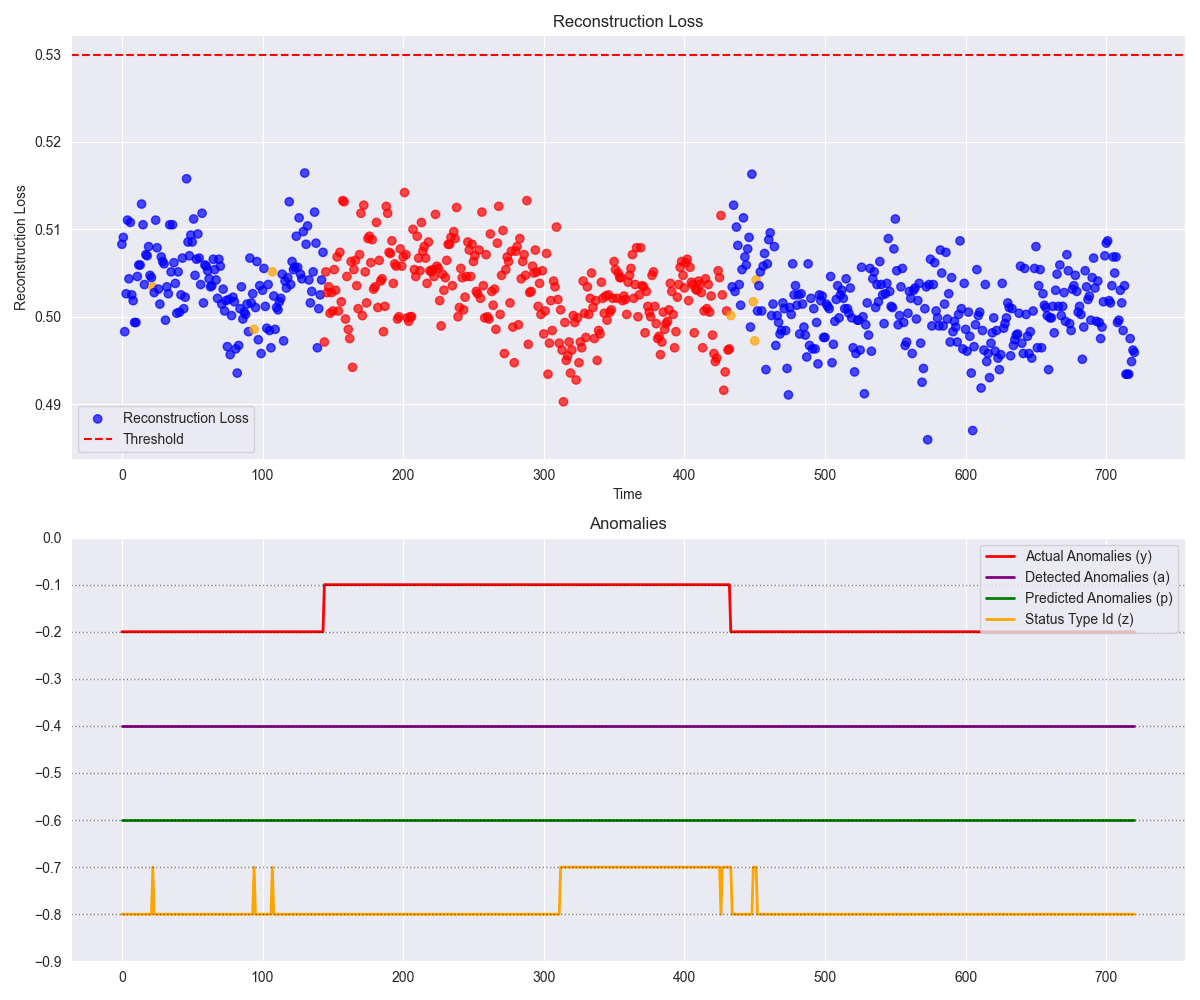 Reconstruction Loss
0.53
0.52
0.51
0.50
0.49
Reconstruction Loss
Reconstruction Loss
Threshold
0 100 200 300 400 500 600 700
Time
Anomalies
0.0
−0.1
−0.2
−0.3
−0.4
−0.5
−0.6
−0.7
−0.8
−0.9
Actual Anomalies (y)
Detected Anomalies (a)
Predicted Anomalies (p)
Status Type Id (z)
0 100 200 300 400 500 600 700